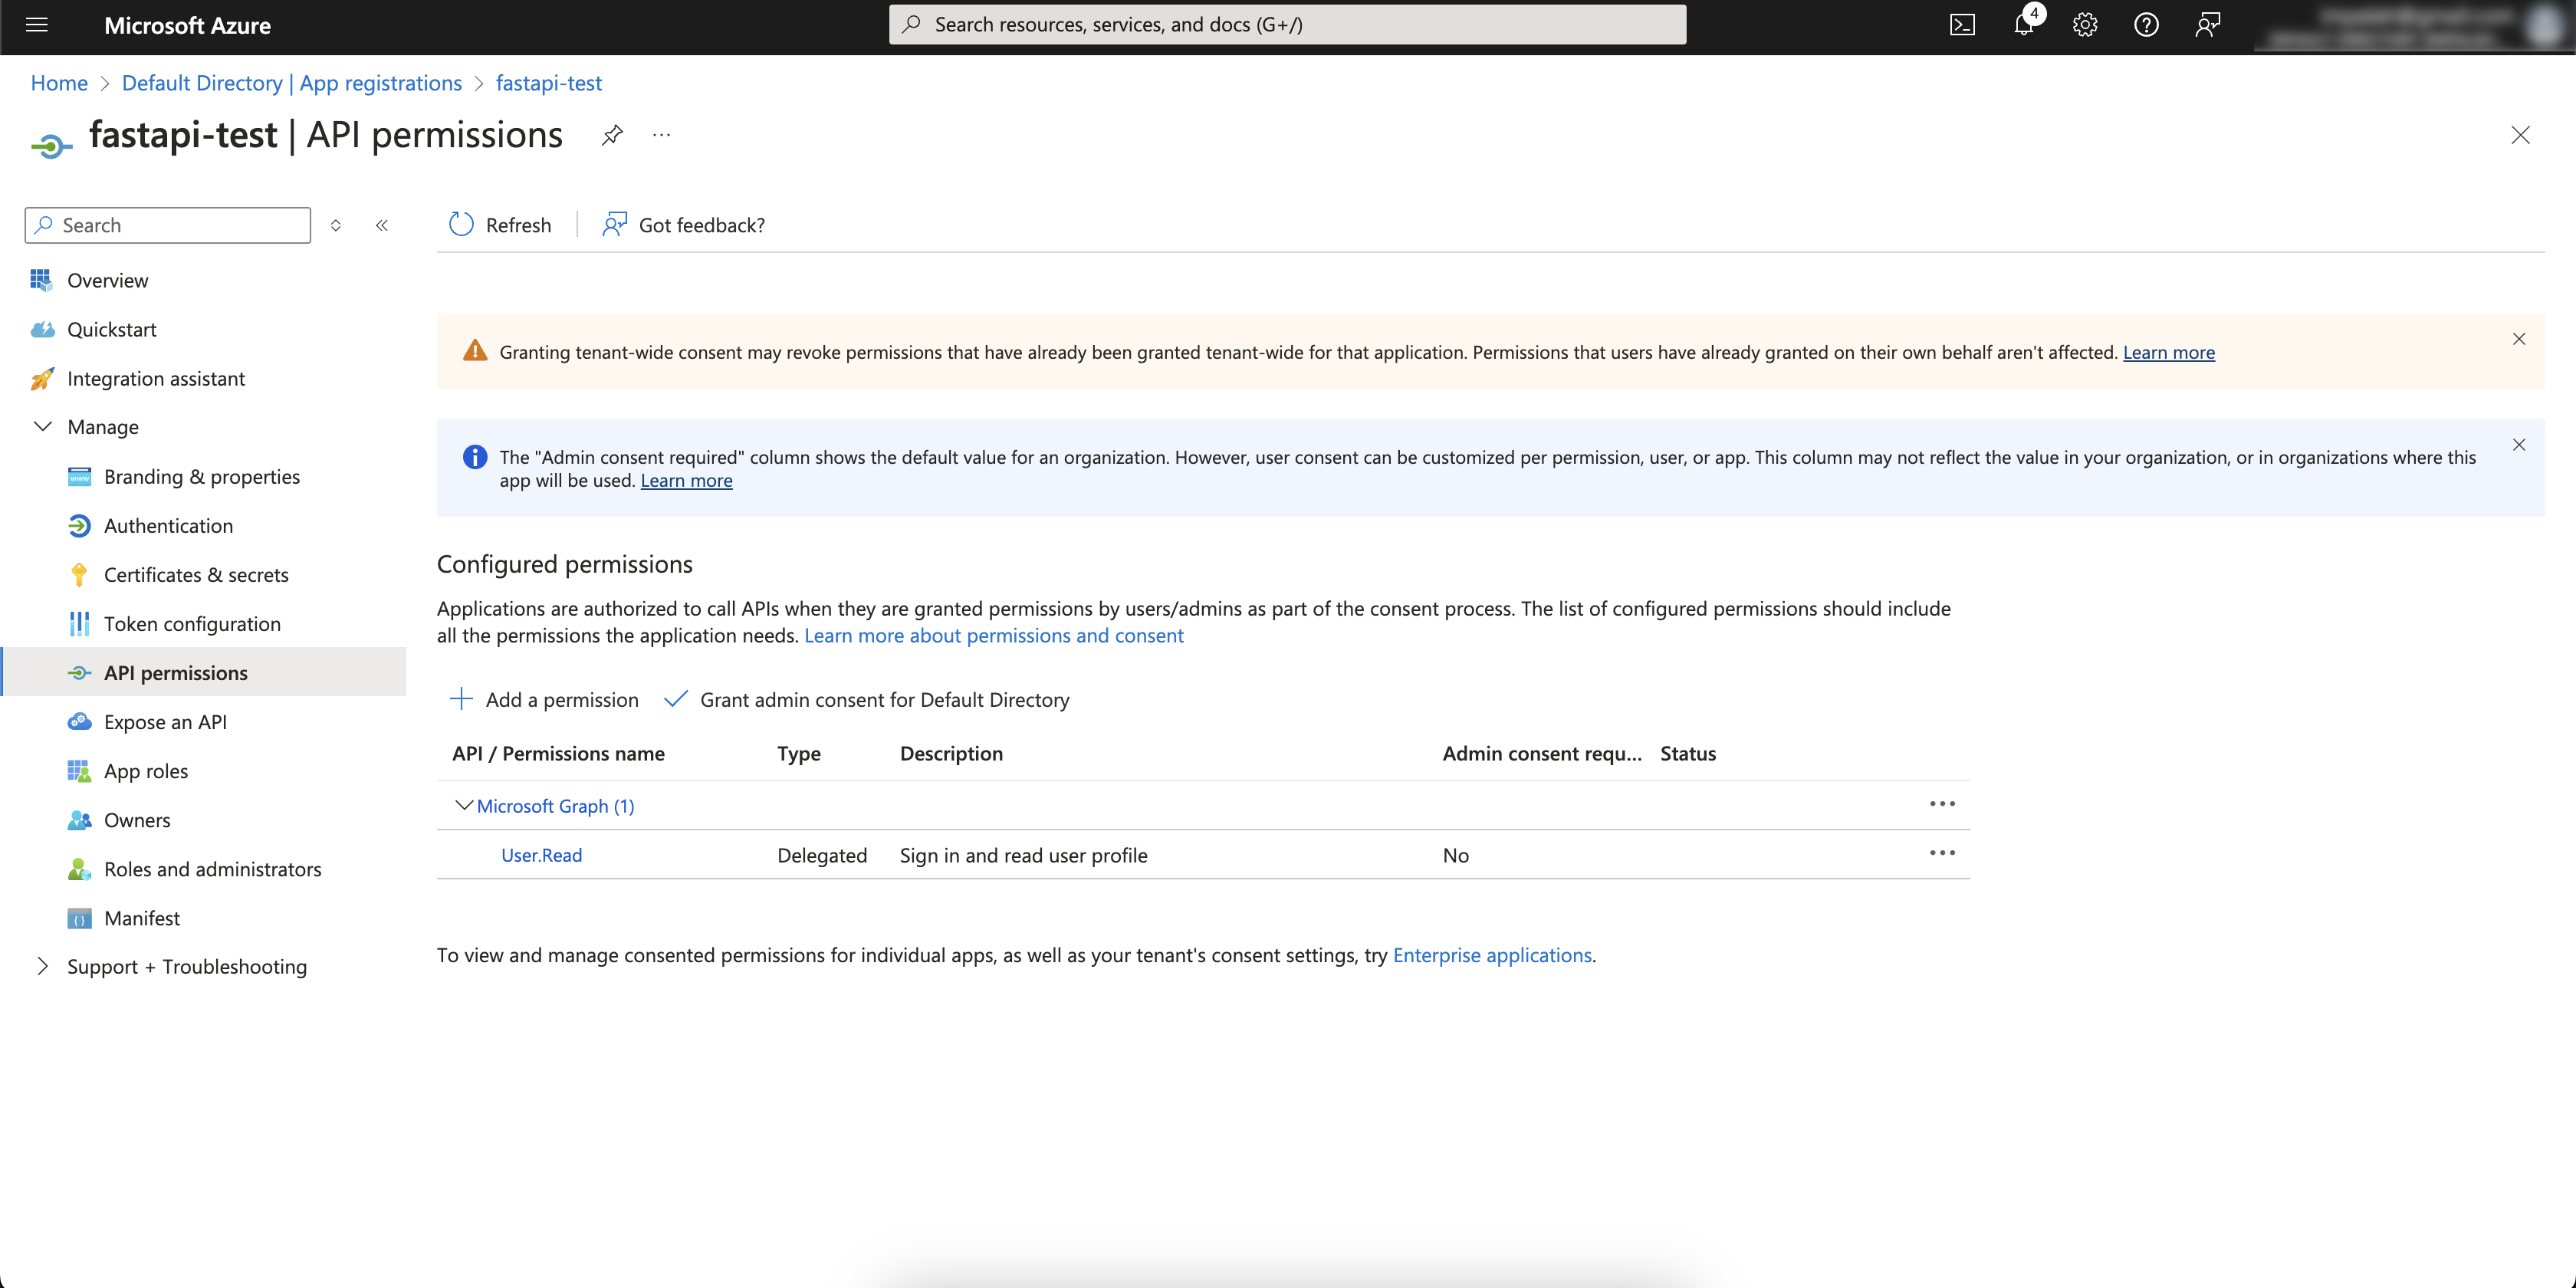 Microsoft Azure
Search resources, services, and docs (G+/)
4
Home > Default Directory | App registrations > fastapi-test
fastapi-test | API permissions
Search
Refresh
Got feedback?
Overview
Quickstart
Integration assistant
Manage
Branding & properties
Authentication
Certificates & secrets
Token configuration
API permissions
Expose an API
App roles
Owners
Roles and administrators
Manifest
Support + Troubleshooting
Granting tenant-wide consent may revoke permissions that have already been granted tenant-wide for that application. Permissions that users have already granted on their own behalf aren't affected. Learn more
The "Admin consent required" column shows the default value for an organization. However, user consent can be customized per permission, user, or app. This column may not reflect the value in your organization, or in organizations where this
app will be used. Learn more
Configured permissions
Applications are authorized to call APIs when they are granted permissions by users/admins as part of the consent process. The list of configured permissions should include
all the permissions the application needs. Learn more about permissions and consent
Add a permission
Grant admin consent for Default Directory
API / Permissions name Type Description Admin consent requ... Status
Microsoft Graph (1)
User.Read Delegated Sign in and read user profile No
To view and manage consented permissions for individual apps, as well as your tenant's consent settings, try Enterprise applications.